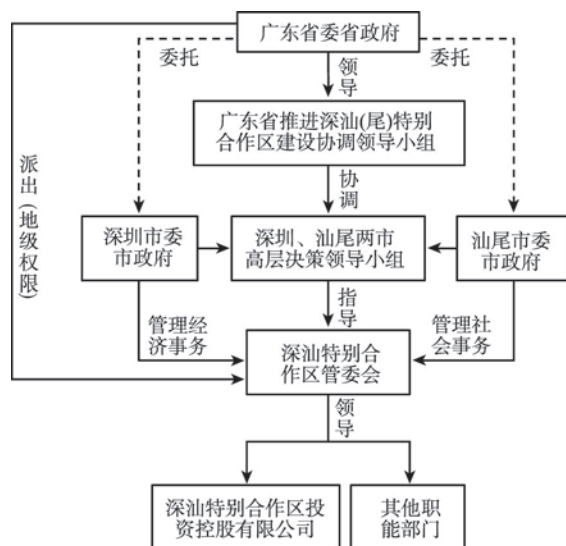 广东省委省政府
委托
领导
委托
广东省推进深汕(尾)特别
合作区建设协调领导小组
派出(地级权限)
协调
深圳市委
市政府
深圳、汕尾两市
高层决策领导小组
汕尾市委
市政府
管理经
济事务
指导
管理社
会事务
深汕特别合
作区管委会
领导
深汕特别合作区投
资控股有限公司
其他职
能部门